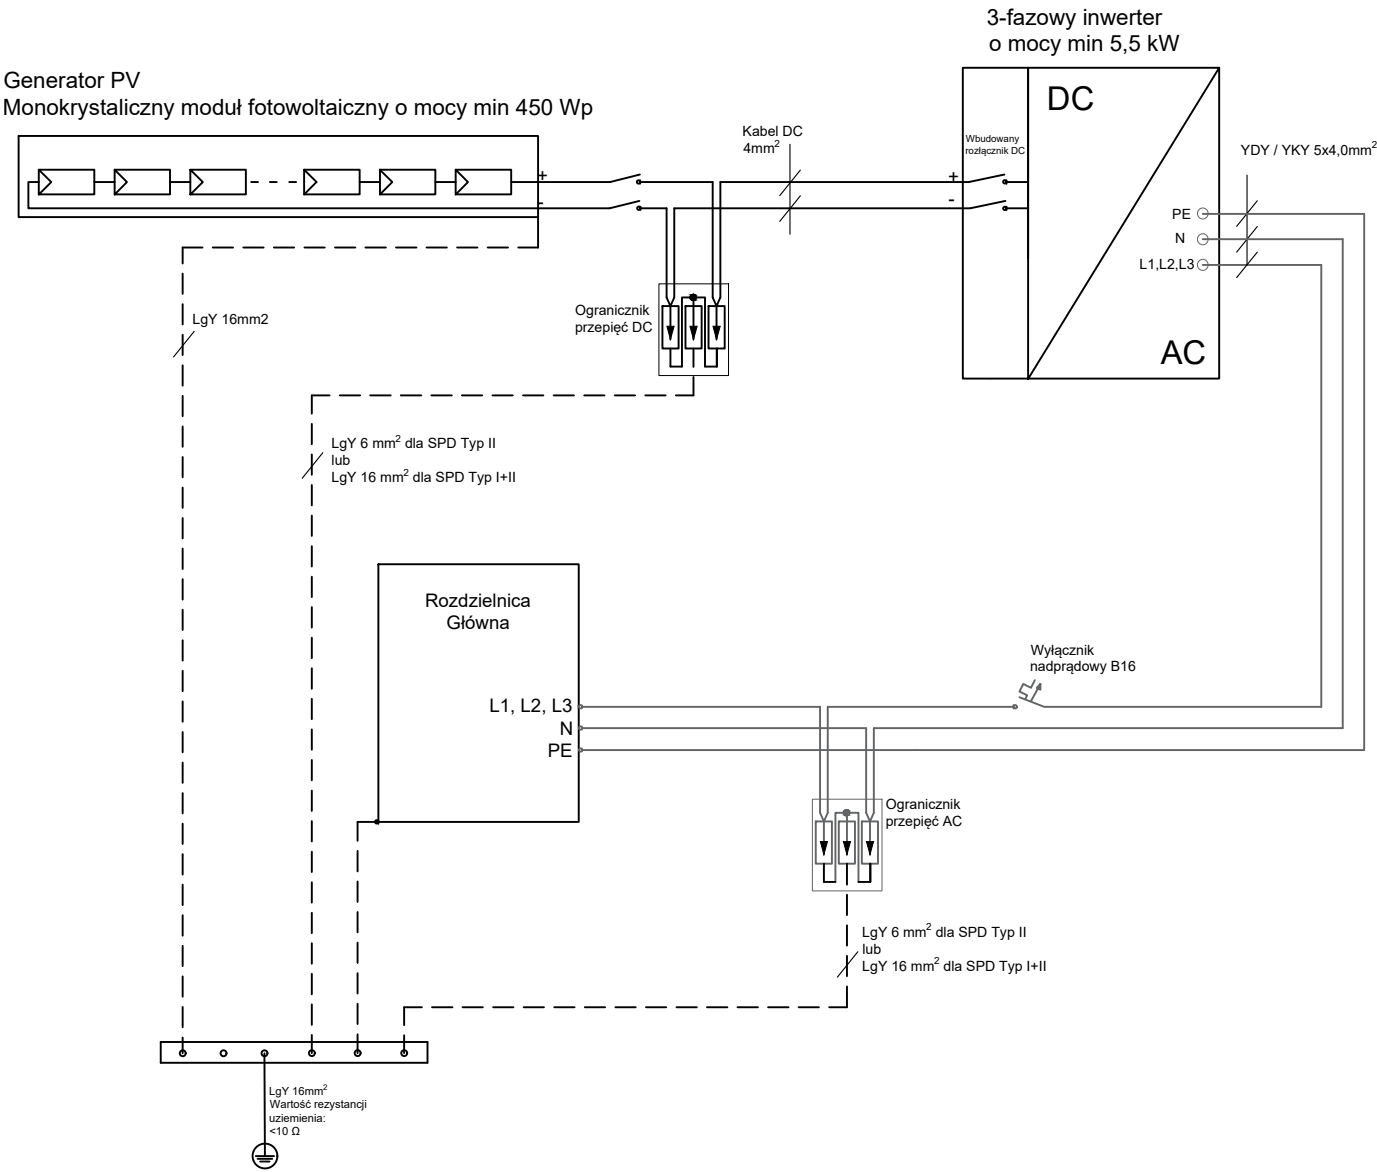 3-fazowy inwerter
o mocy min 5,5 kW
Generator PV
Monokrystaliczny moduł fotowoltaiczny o mocy min 450 Wp
DC
Kabel DC
4mm²
Wbudowany
rozłącznik DC
YDY / YKY 5x4,0mm²
+
-
+
-
PE
N
L1,L2,L3
AC
LgY 16mm2
Ogranicznik
przepięć DC
LgY 6 mm² dla SPD Typ II
lub
LgY 16 mm² dla SPD Typ I+II
Rozdzielnica
Główna
L1, L2, L3
N
PE
Wyłącznik
nadprądowy B16
Ogranicznik
przepięć AC
LgY 6 mm² dla SPD Typ II
lub
LgY 16 mm² dla SPD Typ I+II
LgY 16mm²
Wartość rezystancji
uziemienia:
<10 Ω